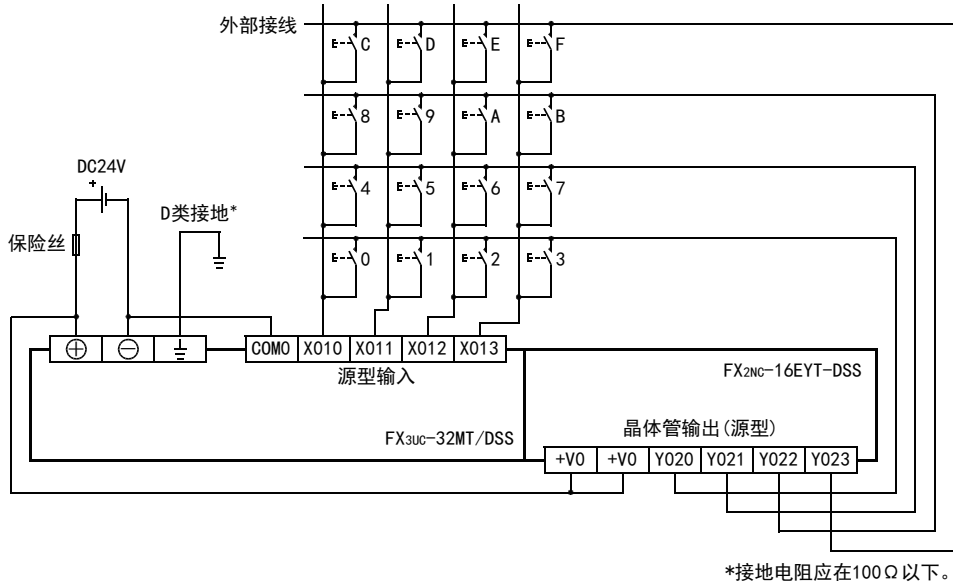 外部接线
C D E F
8 9 A B
DC24V
+
4 5 6 7
D类接地*
保险丝
0 1 2 3
+ − COM0 X010 X011 X012 X013
源型输入
FX2NC-16EYT-DSS
FX3UC-32MT/DSS
晶体管输出(源型)
+V0 +V0 Y020 Y021 Y022 Y023
*接地电阻应在100Ω以下。